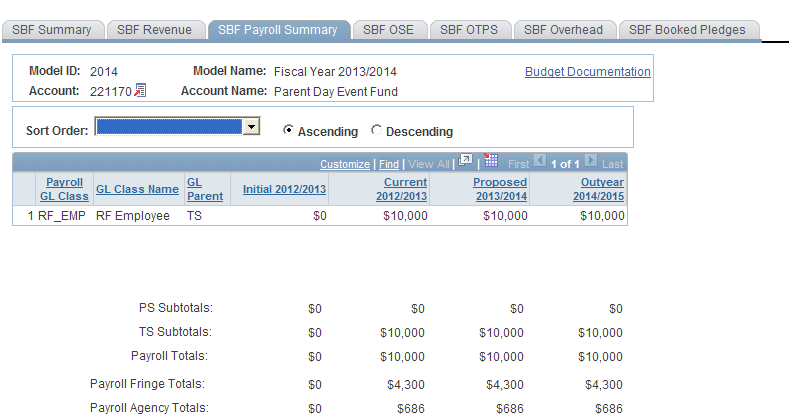 SBF Summary SBF Revenue SBF Payroll Summary SBF OSE SBF OTPS SBF Overhead SBF Booked Pledges
Model ID: 2014 Model Name: Fiscal Year 2013/2014 Budget Documentation
Account: 221170 Account Name: Parent Day Event Fund
Sort Order: Ascending Descending
Customize | Find | View All | | First 1 of 1 Last
Payroll GL Current Proposed Outyear
GL Class GL Class Name Parent Initial 2012/2013 2012/2013 2013/2014 2014/2015
1 RF_EMP RF Employee TS $0 $10,000 $10,000 $10,000
PS Subtotals: $0 $0 $0 $0
TS Subtotals: $0 $10,000 $10,000 $10,000
Payroll Totals: $0 $10,000 $10,000 $10,000
Payroll Fringe Totals: $0 $4,300 $4,300 $4,300
Payroll Agency Totals: $0 $686 $686 $686